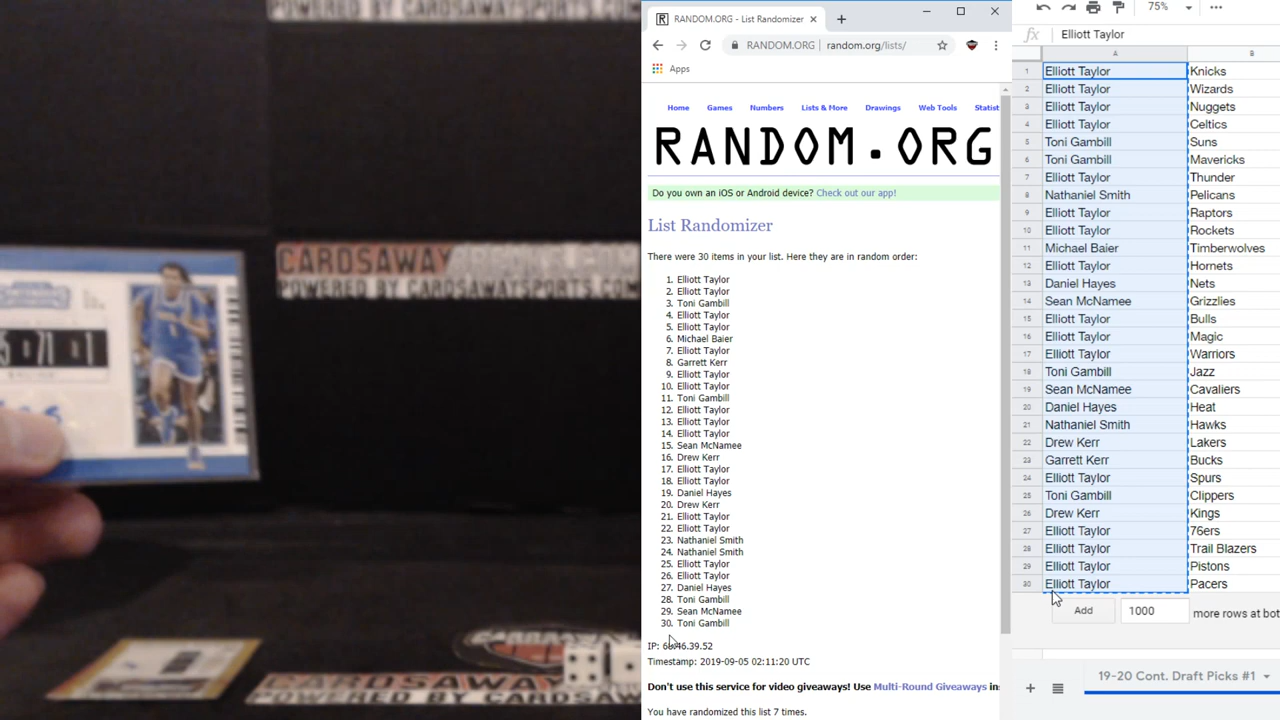 CARDSAWAY
POWERED BY CARDSAWAYSPORTS.COM
RANDOM.ORG - List Randomizer
RANDOM.ORG
random.org/lists/
Apps
Home Games Numbers Lists & More Drawings Web Tools Statist
RANDOM.ORG
Do you own an iOS or Android device? Check out our app!
List Randomizer
There were 30 items in your list. Here they are in random order:
1. Elliott Taylor
2. Elliott Taylor
3. Toni Gambill
4. Elliott Taylor
5. Elliott Taylor
6. Michael Baier
7. Elliott Taylor
8. Garrett Kerr
9. Elliott Taylor
10. Elliott Taylor
11. Toni Gambill
12. Elliott Taylor
13. Elliott Taylor
14. Elliott Taylor
15. Sean McNamee
16. Drew Kerr
17. Elliott Taylor
18. Elliott Taylor
19. Daniel Hayes
20. Drew Kerr
21. Elliott Taylor
22. Elliott Taylor
23. Nathaniel Smith
24. Nathaniel Smith
25. Elliott Taylor
26. Elliott Taylor
27. Daniel Hayes
28. Toni Gambill
29. Sean McNamee
30. Toni Gambill
IP:
Timestamp: 2019-09-05 02:11:20 UTC
Don't use this service for video giveaways! Use Multi-Round Giveaways in
You have randomized this list 7 times.
75%
fx Elliott Taylor
A B
1 Elliott Taylor Knicks
2 Elliott Taylor Wizards
3 Elliott Taylor Nuggets
4 Elliott Taylor Celtics
5 Toni Gambill Suns
6 Toni Gambill Mavericks
7 Elliott Taylor Thunder
8 Nathaniel Smith Pelicans
9 Elliott Taylor Raptors
10 Elliott Taylor Rockets
11 Michael Baier Timberwolves
12 Elliott Taylor Hornets
13 Daniel Hayes Nets
14 Sean McNamee Grizzlies
15 Elliott Taylor Bulls
16 Elliott Taylor Magic
17 Elliott Taylor Warriors
18 Toni Gambill Jazz
19 Sean McNamee Cavaliers
20 Daniel Hayes Heat
21 Nathaniel Smith Hawks
22 Drew Kerr Lakers
23 Garrett Kerr Bucks
24 Elliott Taylor Spurs
25 Toni Gambill Clippers
26 Drew Kerr Kings
27 Elliott Taylor 76ers
28 Elliott Taylor Trail Blazers
29 Elliott Taylor Pistons
30 Elliott Taylor Pacers
Add 1000 more rows at bot
19-20 Cont. Draft Picks #1